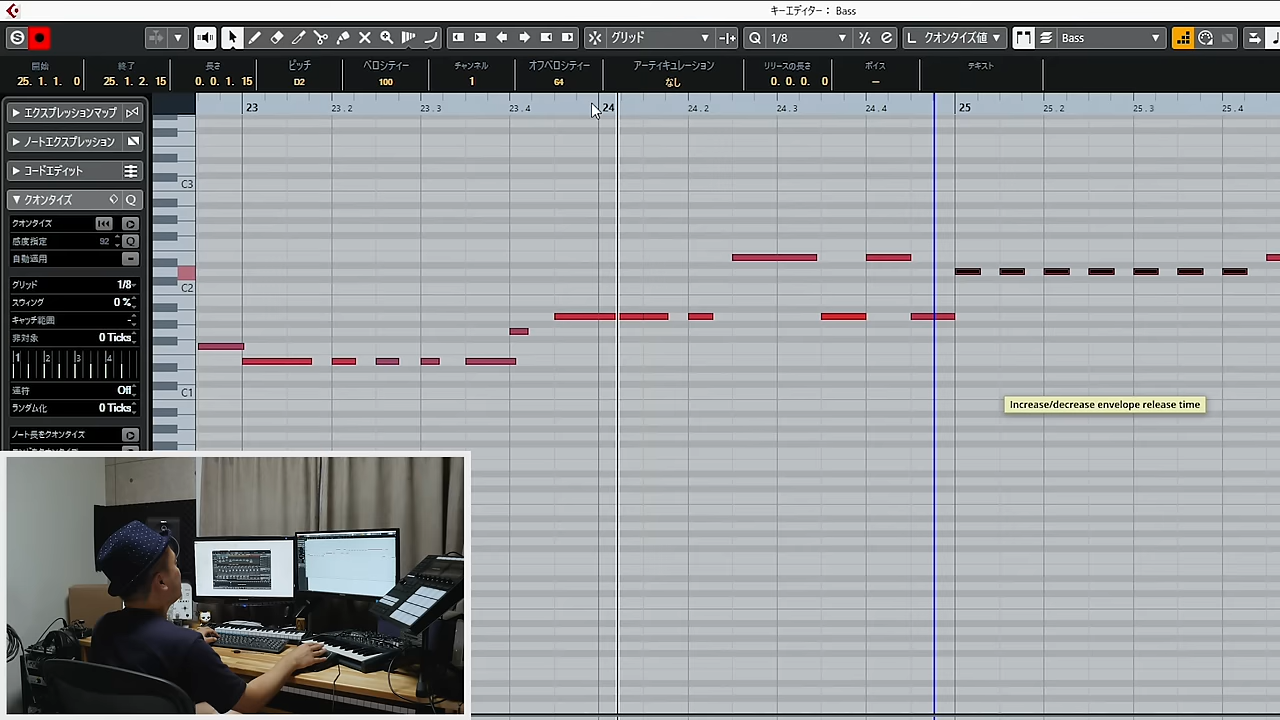 キーエディター： Bass
S
グリッド
Q 1/8
e
L クオンタイズ値
Bass
開始
25. 1. 1. 0
終了
25. 1. 2. 15
長さ
0. 0. 1. 15
ピッチ
D2
ベロシティー
100
チャンネル
1
オフベロシティー
64
アーティキュレーション
なし
リリースの長さ
0. 0. 0. 0
ボイス
–
テキスト
23 23.2 23.3 23.4 24 24.2 24.3 24.4 25 25.2 25.3 25.4
エクスプレッションマップ
ノートエクスプレッション
コードエディット
クオンタイズ Q
クオンタイズ
感度指定 92 Q
自動適用
グリッド 1/8
スウィング 0 %
キャッチ範囲 -
非対象 0 Ticks
1 2 3 4
連符 Off
ランダム化 0 Ticks
ノート長をクオンタイズ
C3
C2
C1
Increase/decrease envelope release time